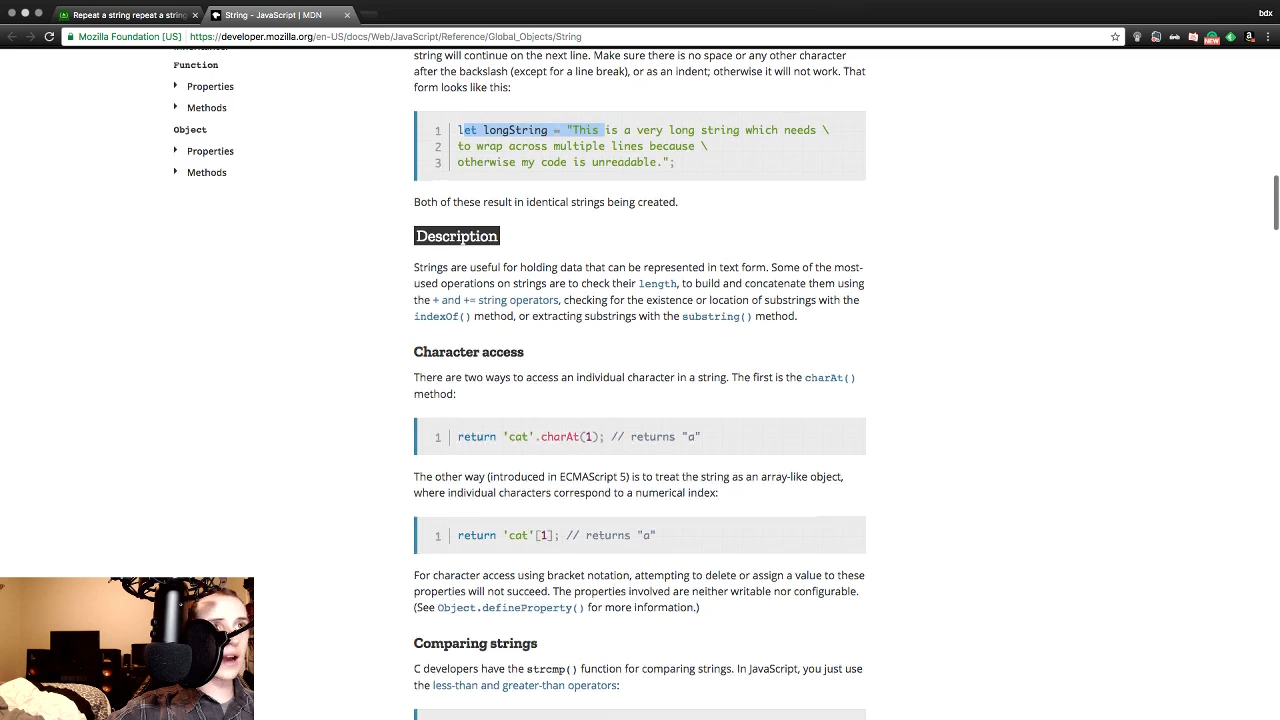 Repeat a string repeat a string
String - JavaScript | MDN
bdx
Mozilla Foundation [US]
https://developer.mozilla.org/en-US/docs/Web/JavaScript/Reference/Global_Objects/String
NEW
Function
Properties
Methods
Object
Properties
Methods
string will continue on the next line. Make sure there is no space or any other character
after the backslash (except for a line break), or as an indent; otherwise it will not work. That
form looks like this:
1 let longString = "This is a very long string which needs \
2 to wrap across multiple lines because \
3 otherwise my code is unreadable.";
Both of these result in identical strings being created.
Description
Strings are useful for holding data that can be represented in text form. Some of the most-
used operations on strings are to check their length, to build and concatenate them using
the + and += string operators, checking for the existence or location of substrings with the
indexOf() method, or extracting substrings with the substring() method.
Character access
There are two ways to access an individual character in a string. The first is the charAt()
method:
1 return 'cat'.charAt(1); // returns "a"
The other way (introduced in ECMAScript 5) is to treat the string as an array-like object,
where individual characters correspond to a numerical index:
1 return 'cat'[1]; // returns "a"
For character access using bracket notation, attempting to delete or assign a value to these
properties will not succeed. The properties involved are neither writable nor configurable.
(See Object.defineProperty() for more information.)
Comparing strings
C developers have the strcmp() function for comparing strings. In JavaScript, you just use
the less-than and greater-than operators: